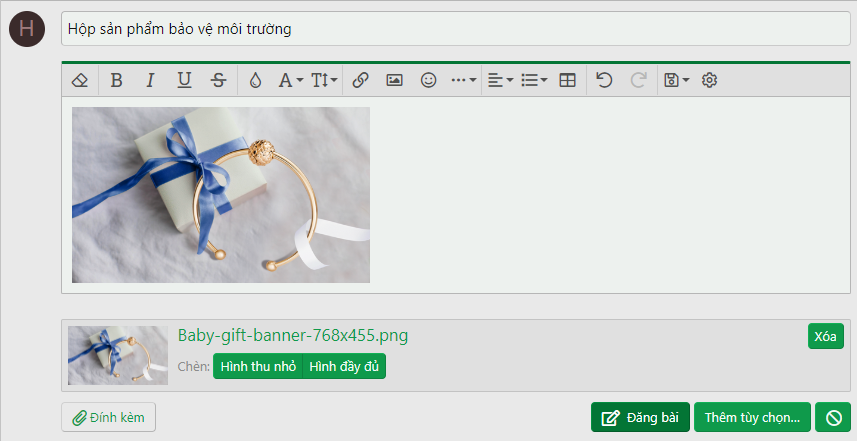 H
Hộp sản phẩm bảo vệ môi trường
B I U S A T
Baby-gift-banner-768x455.png
Xóa
Chèn: Hình thu nhỏ Hình đầy đủ
Đính kèm
Đăng bài
Thêm tùy chọn...